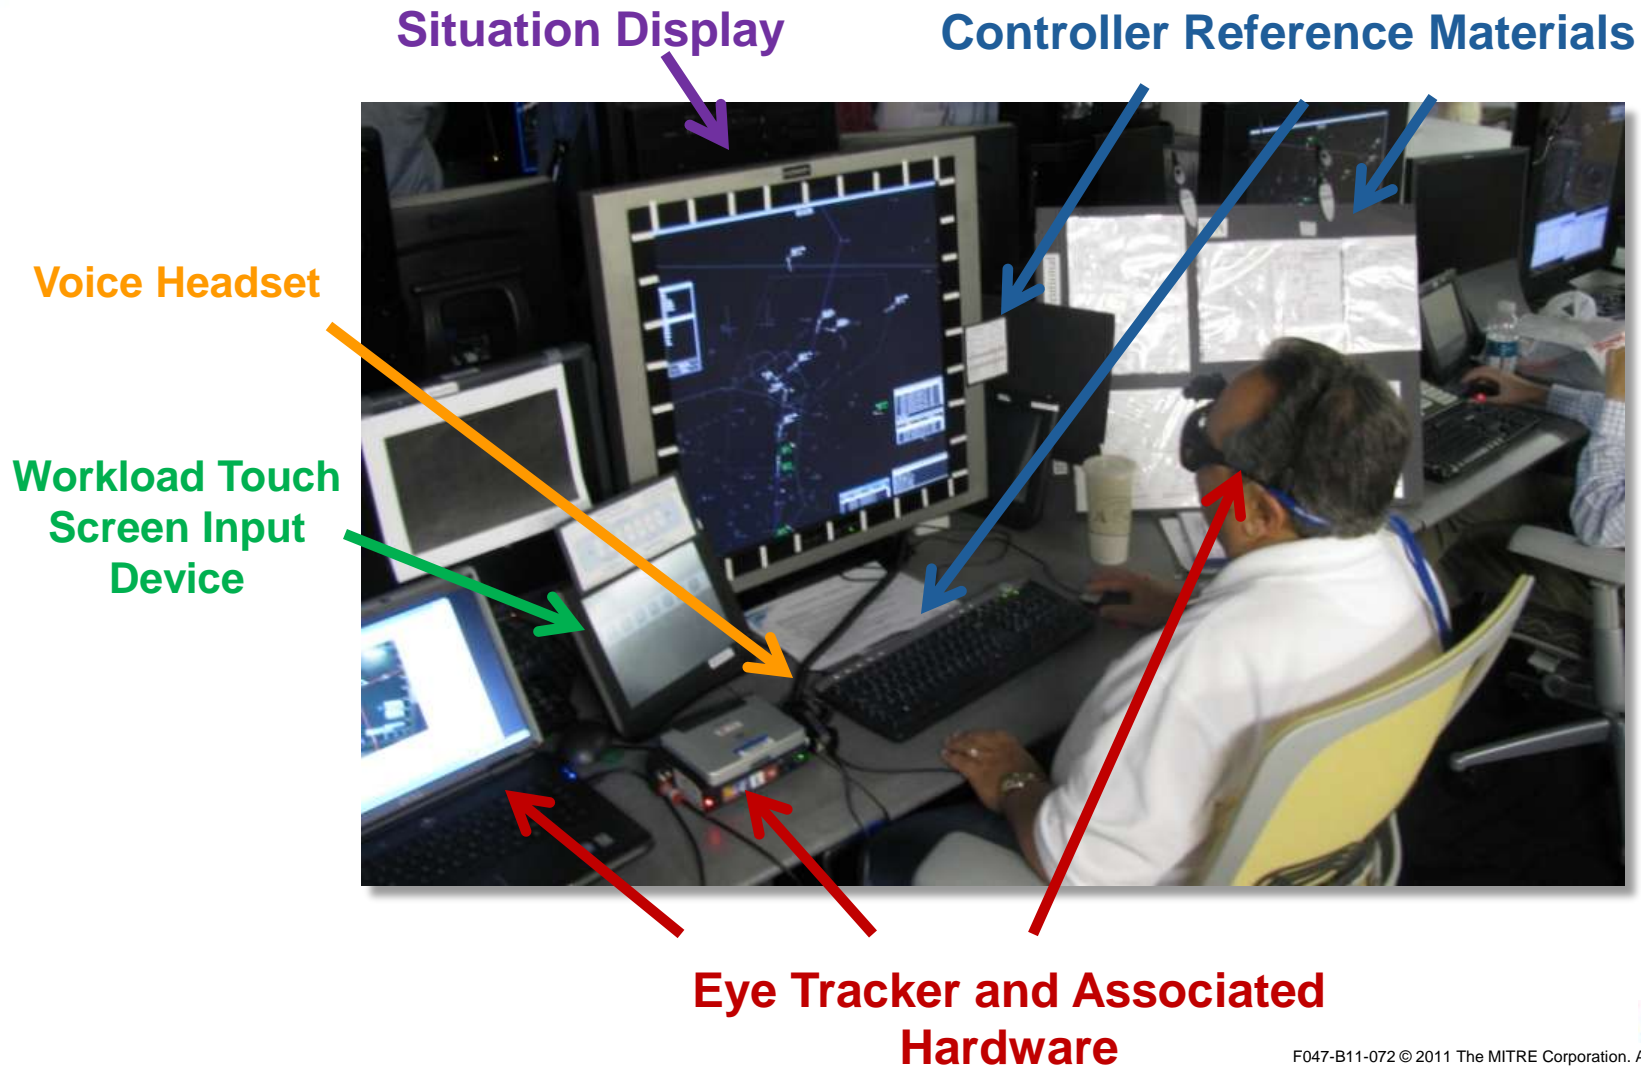 Situation Display
Controller Reference Materials
Voice Headset
Workload Touch
Screen Input
Device
Eye Tracker and Associated
Hardware
F047-B11-072 © 2011 The MITRE Corporation. A